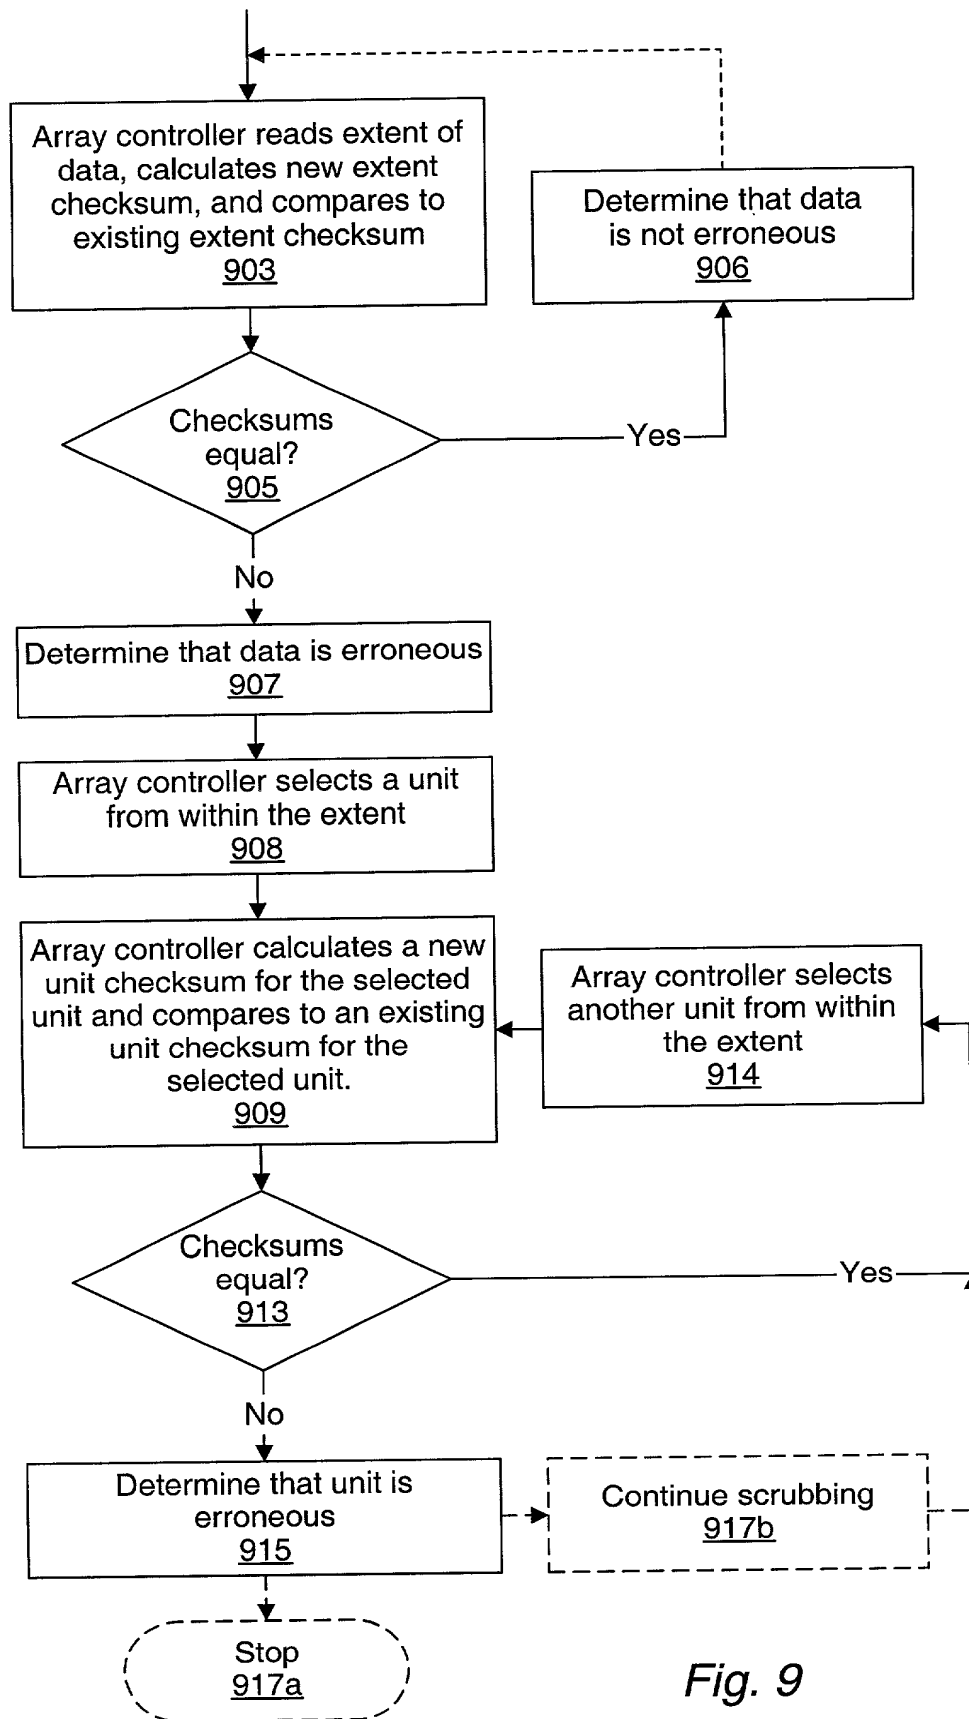 Array controller reads extent of
data, calculates new extent
checksum, and compares to
existing extent checksum
903
Determine that data
is not erroneous
906
Checksums
equal?
905
Yes
No
Determine that data is erroneous
907
Array controller selects a unit
from within the extent
908
Array controller calculates a new
unit checksum for the selected
unit and compares to an existing
unit checksum for the
selected unit.
909
Array controller selects
another unit from within
the extent
914
Checksums
equal?
913
Yes
No
Determine that unit is
erroneous
915
Continue scrubbing
917b
Stop
917a
Fig. 9